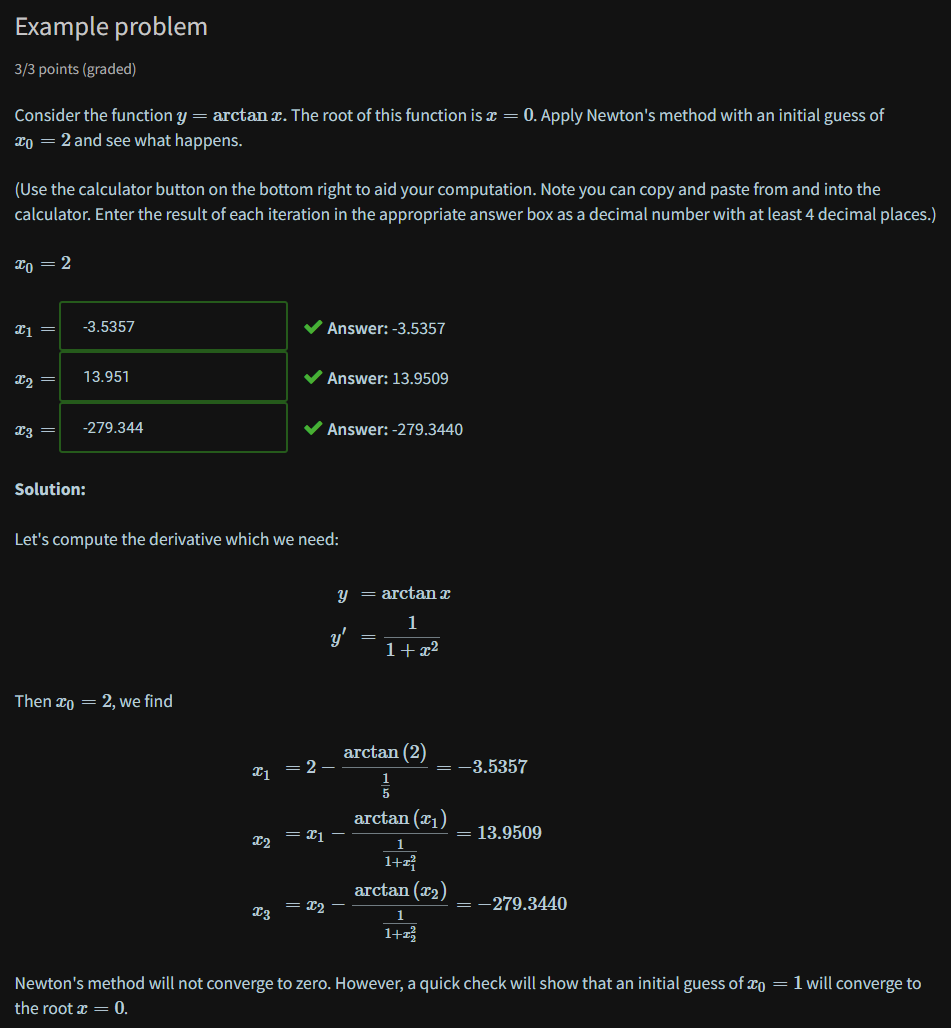 Example problem
3/3 points (graded)
Consider the function y = arctan x. The root of this function is x = 0. Apply Newton's method with an initial guess of
x₀ = 2 and see what happens.
(Use the calculator button on the bottom right to aid your computation. Note you can copy and paste from and into the
calculator. Enter the result of each iteration in the appropriate answer box as a decimal number with at least 4 decimal places.)
x₀ = 2
x₁ = -3.5357 ✔ Answer: -3.5357
x₂ = 13.951 ✔ Answer: 13.9509
x₃ = -279.344 ✔ Answer: -279.3440
Solution:
Let's compute the derivative which we need:
y = arctan x
y′ = 1/(1 + x²)
Then x₀ = 2, we find
x₁ = 2 − arctan (2)/(1/5) = −3.5357
x₂ = x₁ − arctan (x₁)/(1/(1+x₁²)) = 13.9509
x₃ = x₂ − arctan (x₂)/(1/(1+x₂²)) = −279.3440
Newton's method will not converge to zero. However, a quick check will show that an initial guess of x₀ = 1 will converge to
the root x = 0.